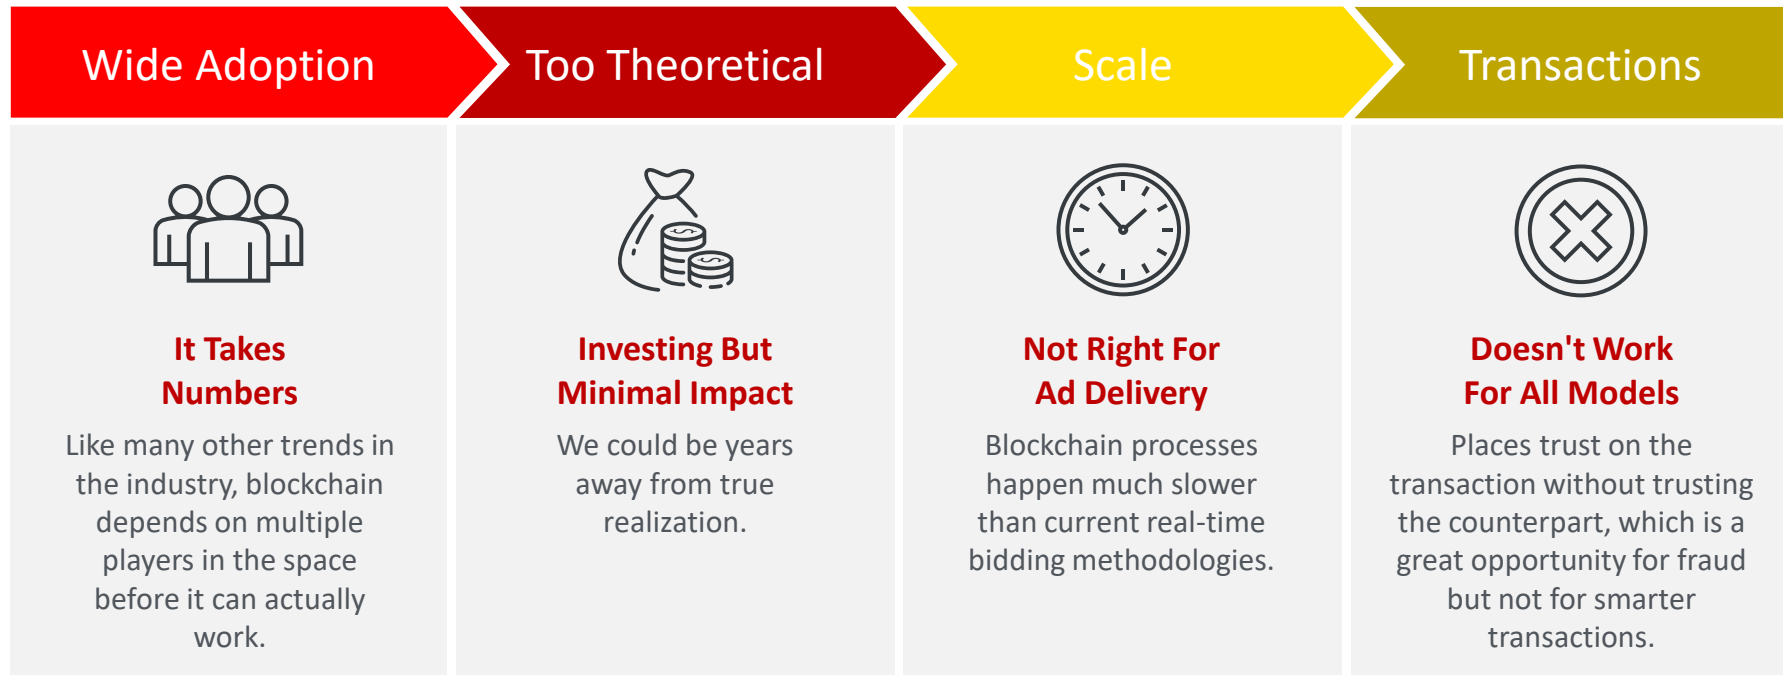 Wide Adoption
Too Theoretical
Scale
Transactions
It Takes
Numbers
Like many other trends in
the industry, blockchain
depends on multiple
players in the space
before it can actually
work.
Investing But
Minimal Impact
We could be years
away from true
realization.
Not Right For
Ad Delivery
Blockchain processes
happen much slower
than current real-time
bidding methodologies.
Doesn't Work
For All Models
Places trust on the
transaction without trusting
the counterpart, which is a
great opportunity for fraud
but not for smarter
transactions.